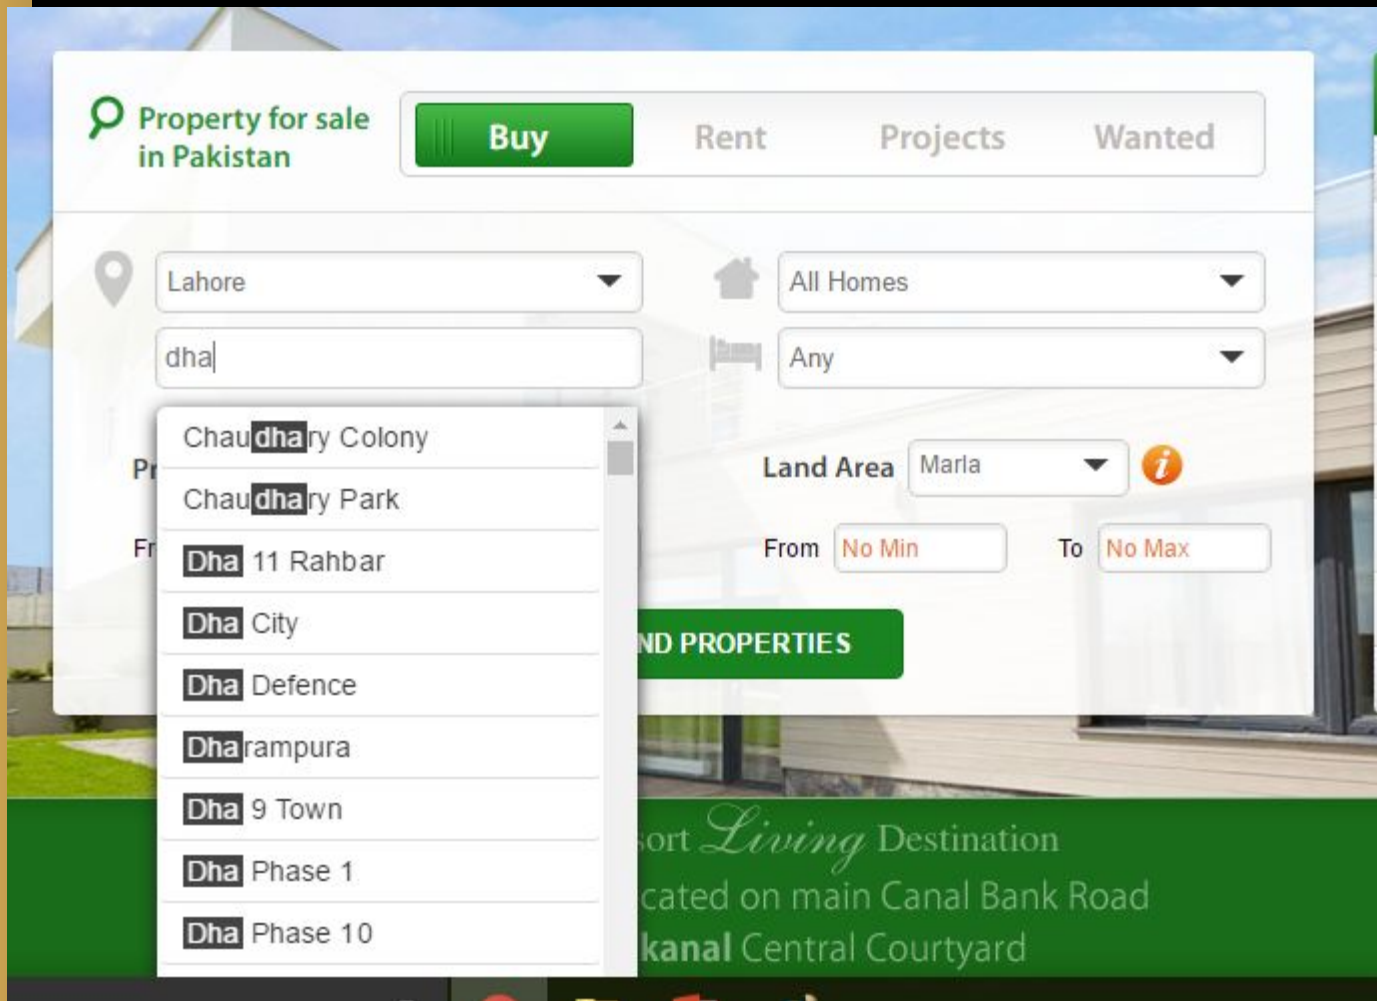 Property for sale
in Pakistan
Buy
Rent
Projects
Wanted
Lahore
All Homes
dha
Any
Chaudhary Colony
Land Area
Marla
Chaudhary Park
From
No Min
To
No Max
Dha 11 Rahbar
Dha City
PROPERTIES
Dha Defence
Dharampura
Dha 9 Town
Living Destination
Dha Phase 1
on main Canal Bank Road
Dha Phase 10
kanal Central Courtyard